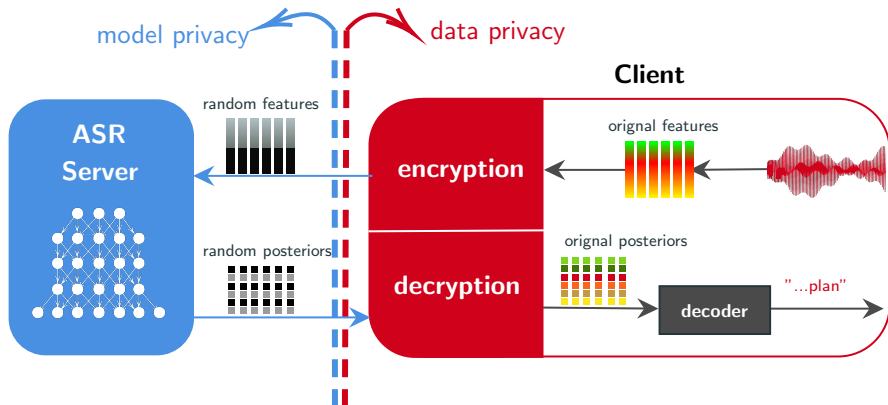 model privacy
data privacy
Client
ASR
Server
random features
orignal features
encryption
random posteriors
orignal posteriors
decryption
decoder
"...plan"